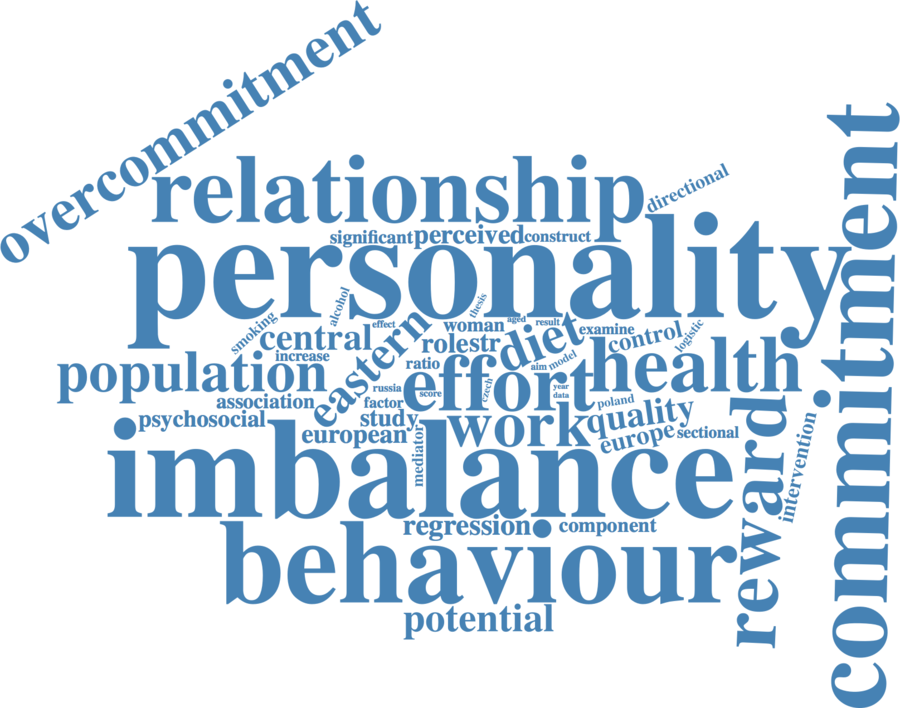 overcommitment
relationship
directional
commitment
significant
perceived
construct
personality
smoking
alcohol
thesis
central
effect
woman
aged
result
examine
control
logistic
increase
eastern
rolestr
diet
population
ratio
aim
model
health
russia
score
effort
czech
year
data
association
factor
poland
psychosocial
study
work
quality
reward
european
mediator
europe
sectional
intervention
imbalance
regression
component
behaviour
potential